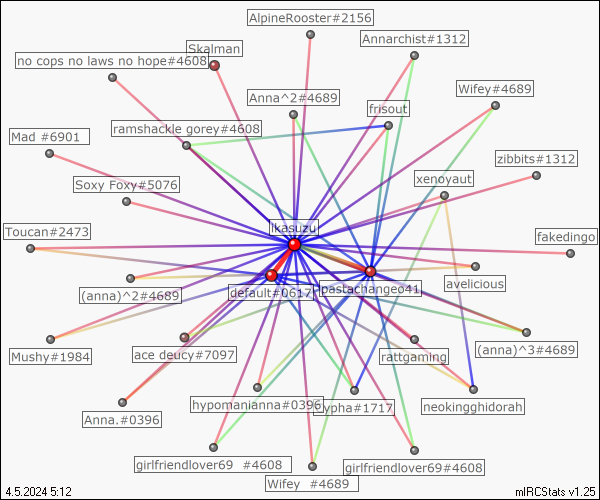 AlpineRooster#2156
Annarchist#1312
Skalman
no cops no laws no hope#4608
Wifey#4689
Anna^2#4689
frisout
ramshackle gorey#4608
Mad #6901
zibbits#1312
xenoyaut
Soxy Foxy#5076
Toucan#2473
ikasuzu
fakedingo
avelicious
(anna)^2#4689
default#0617
pastachangeo41
Mushy#1984
ace deucy#7097
rattgaming
(anna)^3#4689
Anna.#0396
hypomanianna#0396
neokingghidorah
girlfriendlover69 #4608
girlfriendlover69#4608
Wifey #4689
4.5.2024 5:12
mIRCStats v1.25